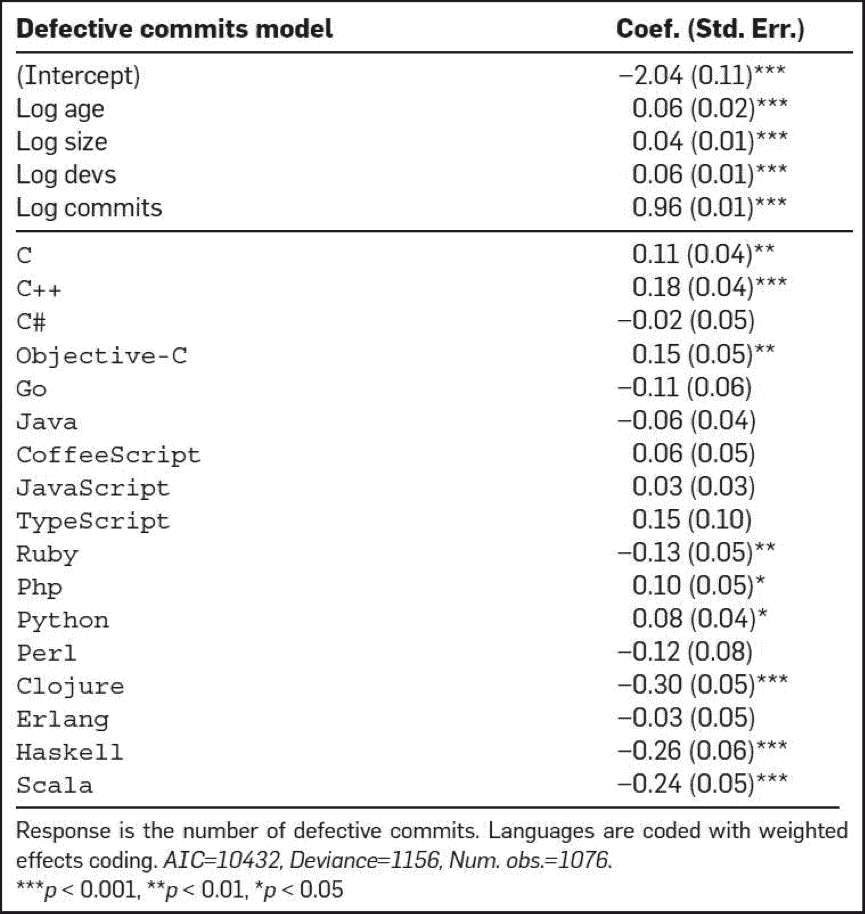 Defective commits model Coef. (Std. Err.)
(Intercept) −2.04 (0.11)***
Log age 0.06 (0.02)***
Log size 0.04 (0.01)***
Log devs 0.06 (0.01)***
Log commits 0.96 (0.01)***
C 0.11 (0.04)**
C++ 0.18 (0.04)***
C# −0.02 (0.05)
Objective-C 0.15 (0.05)**
Go −0.11 (0.06)
Java −0.06 (0.04)
CoffeeScript 0.06 (0.05)
JavaScript 0.03 (0.03)
TypeScript 0.15 (0.10)
Ruby −0.13 (0.05)**
Php 0.10 (0.05)*
Python 0.08 (0.04)*
Perl −0.12 (0.08)
Clojure −0.30 (0.05)***
Erlang −0.03 (0.05)
Haskell −0.26 (0.06)***
Scala −0.24 (0.05)***
Response is the number of defective commits. Languages are coded with weighted
effects coding. AIC=10432, Deviance=1156, Num. obs.=1076.
***p < 0.001, **p < 0.01, *p < 0.05